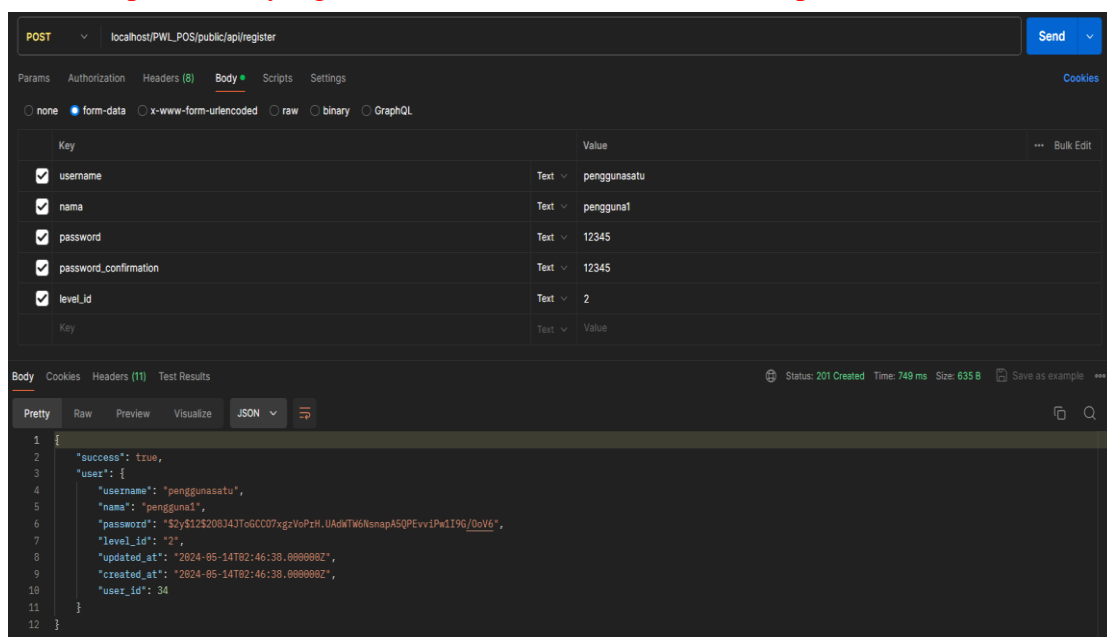 POST localhost/PWL_POS/public/api/register Send
Params Authorization Headers (8) Body Scripts Settings Cookies
none form-data x-www-form-urlencoded raw binary GraphQL
Key Value ••• Bulk Edit
username Text penggunasatu
nama Text pengguna1
password Text 12345
password_confirmation Text 12345
level_id Text 2
Key Text Value
Body Cookies Headers (11) Test Results Status: 201 Created Time: 749 ms Size: 635 B Save as example •••
Pretty Raw Preview Visualize JSON
1 {
2 "success": true,
3 "user": {
4 "username": "penggunasatu",
5 "nama": "pengguna1",
6 "password":
7 "level_id": "2",
8 "updated_at": "2024-05-14T02:46:38.000000Z",
9 "created_at": "2024-05-14T02:46:38.000000Z",
10 "user_id": 34
11 }
12 }